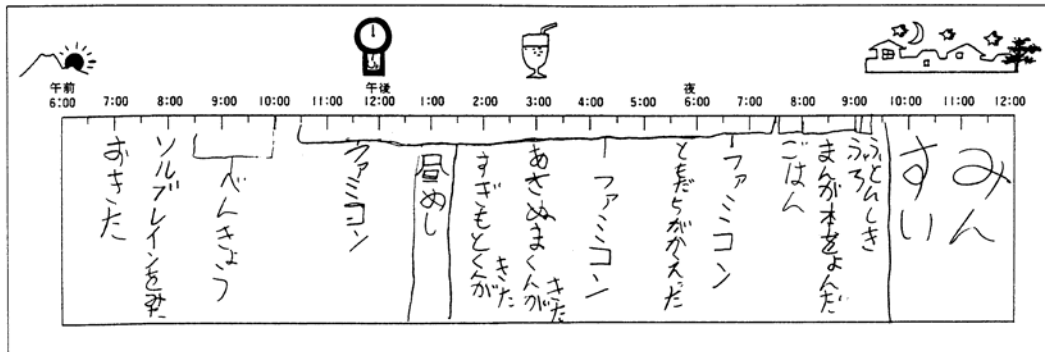 午前 午後 夜
6:00 7:00 8:00 9:00 10:00 11:00 12:00 1:00 2:00 3:00 4:00 5:00 6:00 7:00 8:00 9:00 10:00 11:00 12:00
おきた
ソルブレインをみた
べんきょう
ファミコン
昼めし
すぎもとくんが
きた
あさぬまくんが
きた
ファミコン
ともだちがかえた
ファミコン
ごはん
まんが本をよんだ
ふろ
ふとんしき
すい
みん